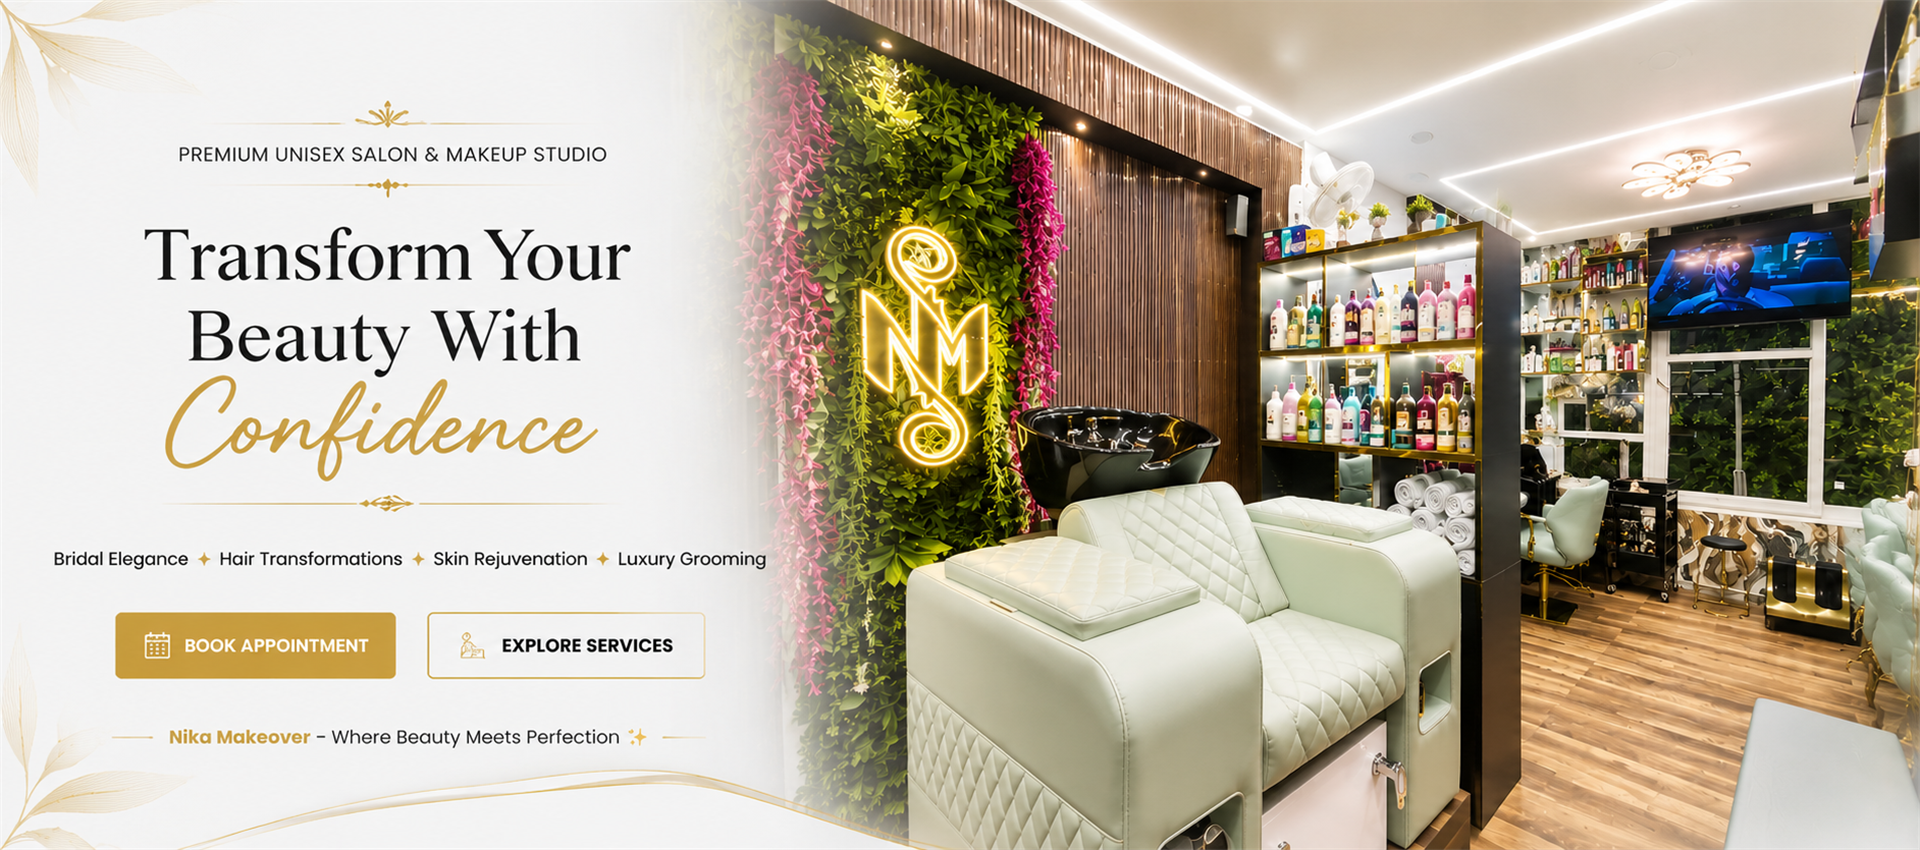 PREMIUM UNISEX SALON & MAKEUP STUDIO
Transform Your
Beauty With
Confidence
Bridal Elegance ✦ Hair Transformations ✦ Skin Rejuvenation ✦ Luxury Grooming
BOOK APPOINTMENT
EXPLORE SERVICES
Nika Makeover – Where Beauty Meets Perfection ✨
NM